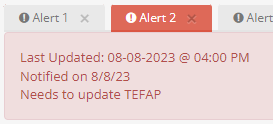 Alert 1 × Alert 2 × Alert
Last Updated: 08-08-2023 @ 04:00 PM
Notified on 8/8/23
Needs to update TEFAP